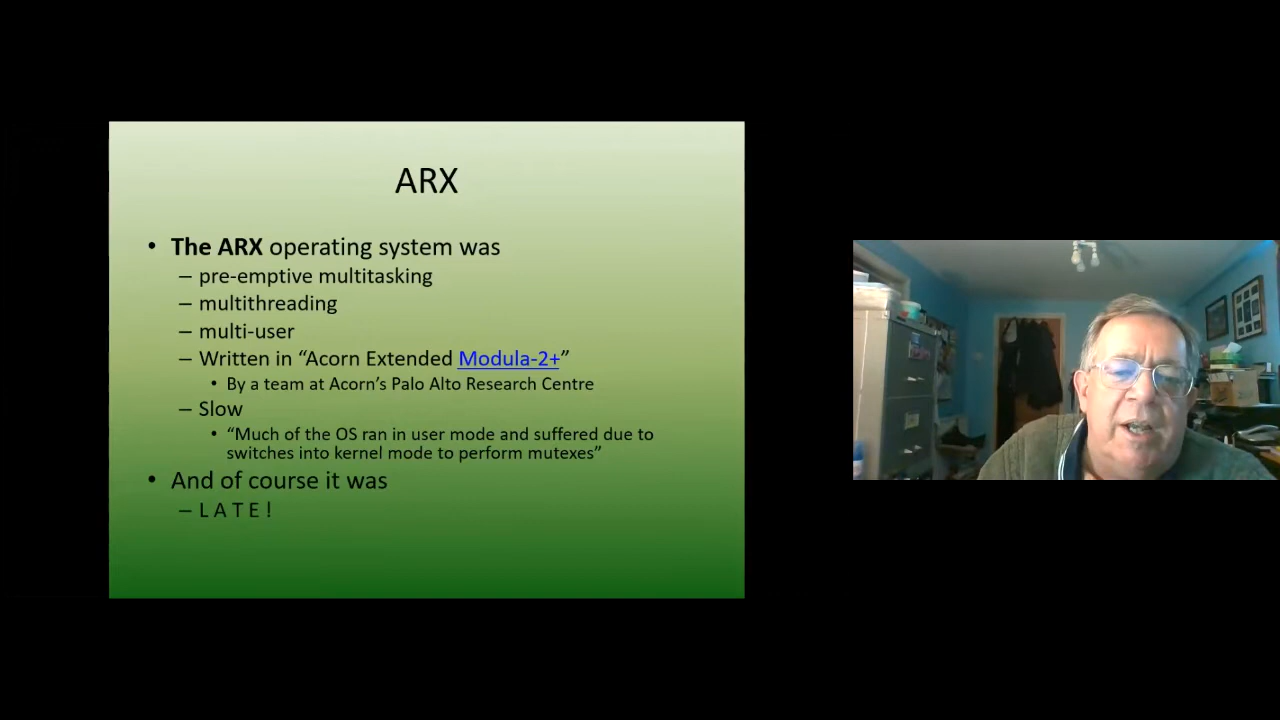 ARX
• The ARX operating system was
– pre-emptive multitasking
– multithreading
– multi-user
– Written in “Acorn Extended Modula-2+”
• By a team at Acorn’s Palo Alto Research Centre
– Slow
• “Much of the OS ran in user mode and suffered due to
switches into kernel mode to perform mutexes”
• And of course it was
– L A T E !